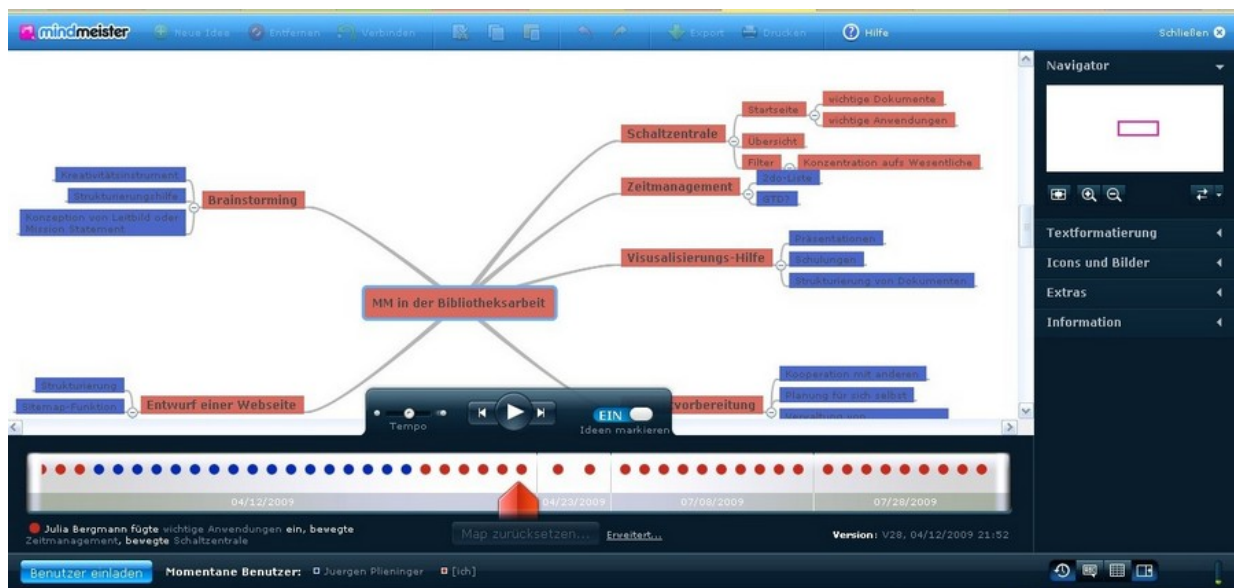 mindmeister
Neue Idee
Entfernen
Verbinden
Export
Drucken
Hilfe
Schließen
Navigator
Textformatierung
Icons und Bilder
Extras
Information
MM in der Bibliotheksarbeit
Brainstorming
Kreativitätsinstrument
Strukturierungshilfe
Konzeption von Leitbild oder
Mission Statement
Entwurf einer Webseite
Strukturierung
Sitemap-Funktion
Schaltzentrale
Startseite
wichtige Dokumente
wichtige Anwendungen
Übersicht
Filter
Konzentration aufs Wesentliche
Zeitmanagement
2do-Liste
GTD?
Visusalisierungs-Hilfe
Präsentationen
Schulungen
Strukturierung von Dokumenten
tvorbereitung
Kooperation mit anderen
Planung für sich selbst
Verwaltung von
Tempo
EIN
Ideen markieren
04/12/2009
04/23/2009
07/08/2009
07/28/2009
Julia Bergmann fügte wichtige Anwendungen ein, bewegte
Zeitmanagement, bewegte Schaltzentrale
Map zurücksetzen...
Erweitert...
Version: V28, 04/12/2009 21:52
Benutzer einladen
Momentane Benutzer:
Juergen Plieninger
[ich]